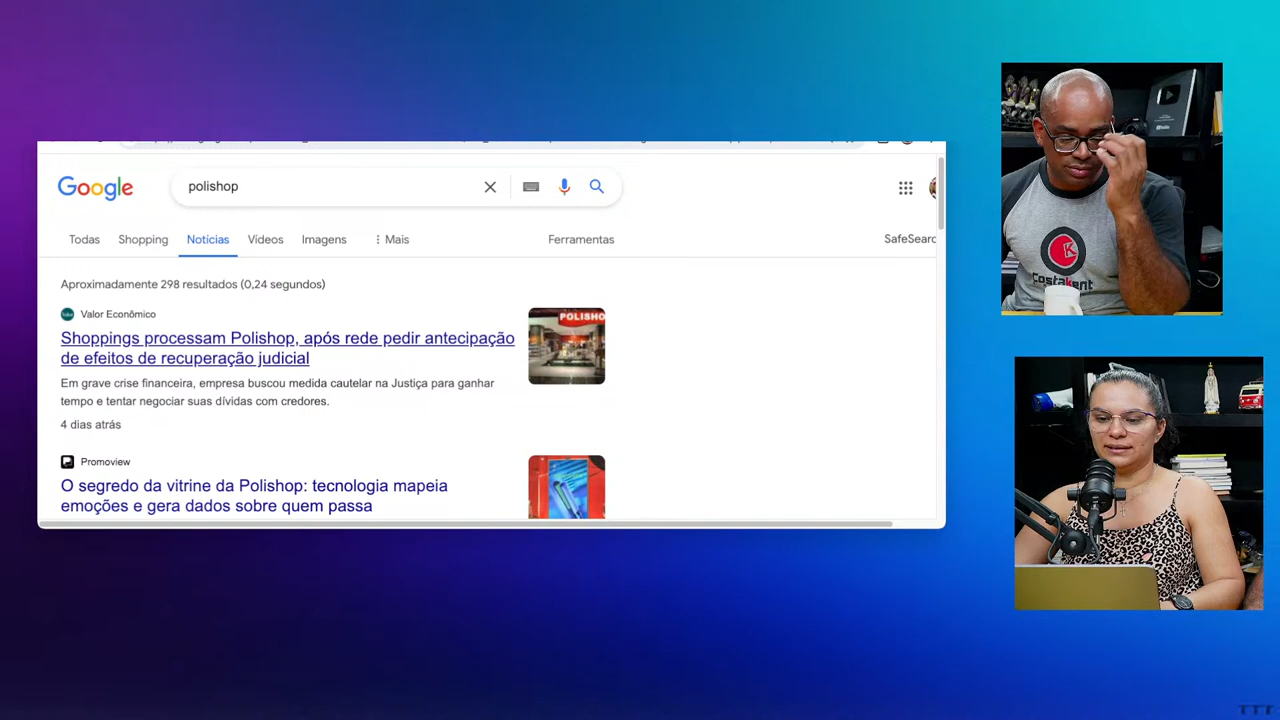 Google
polishop
Todas Shopping Notícias Vídeos Imagens Mais Ferramentas SafeSearc
Aproximadamente 298 resultados (0,24 segundos)
Valor Econômico
Shoppings processam Polishop, após rede pedir antecipação
de efeitos de recuperação judicial
Em grave crise financeira, empresa buscou medida cautelar na Justiça para ganhar
tempo e tentar negociar suas dívidas com credores.
4 dias atrás
POLISHO
Promoview
O segredo da vitrine da Polishop: tecnologia mapeia
emoções e gera dados sobre quem passa
K
Costakent